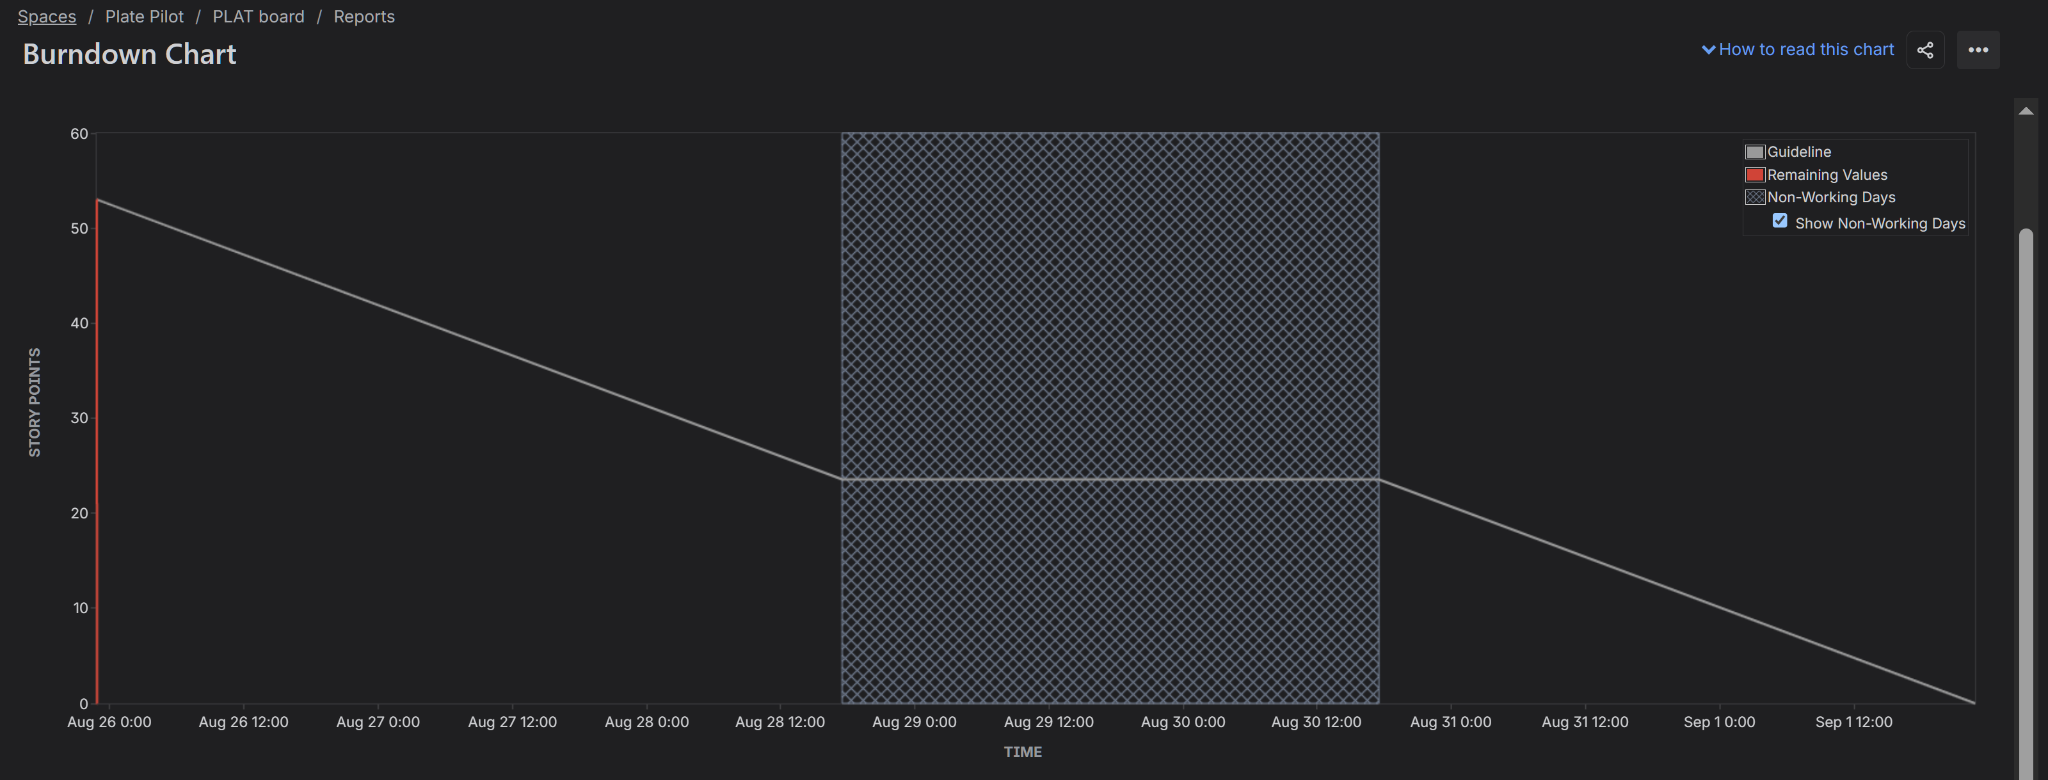 Spaces / Plate Pilot / PLAT board / Reports
Burndown Chart
How to read this chart
60
50
40
30
20
10
0
STORY POINTS
Guideline
Remaining Values
Non-Working Days
Show Non-Working Days
Aug 26 0:00 Aug 26 12:00 Aug 27 0:00 Aug 27 12:00 Aug 28 0:00 Aug 28 12:00 Aug 29 0:00 Aug 29 12:00 Aug 30 0:00 Aug 30 12:00 Aug 31 0:00 Aug 31 12:00 Sep 1 0:00 Sep 1 12:00
TIME